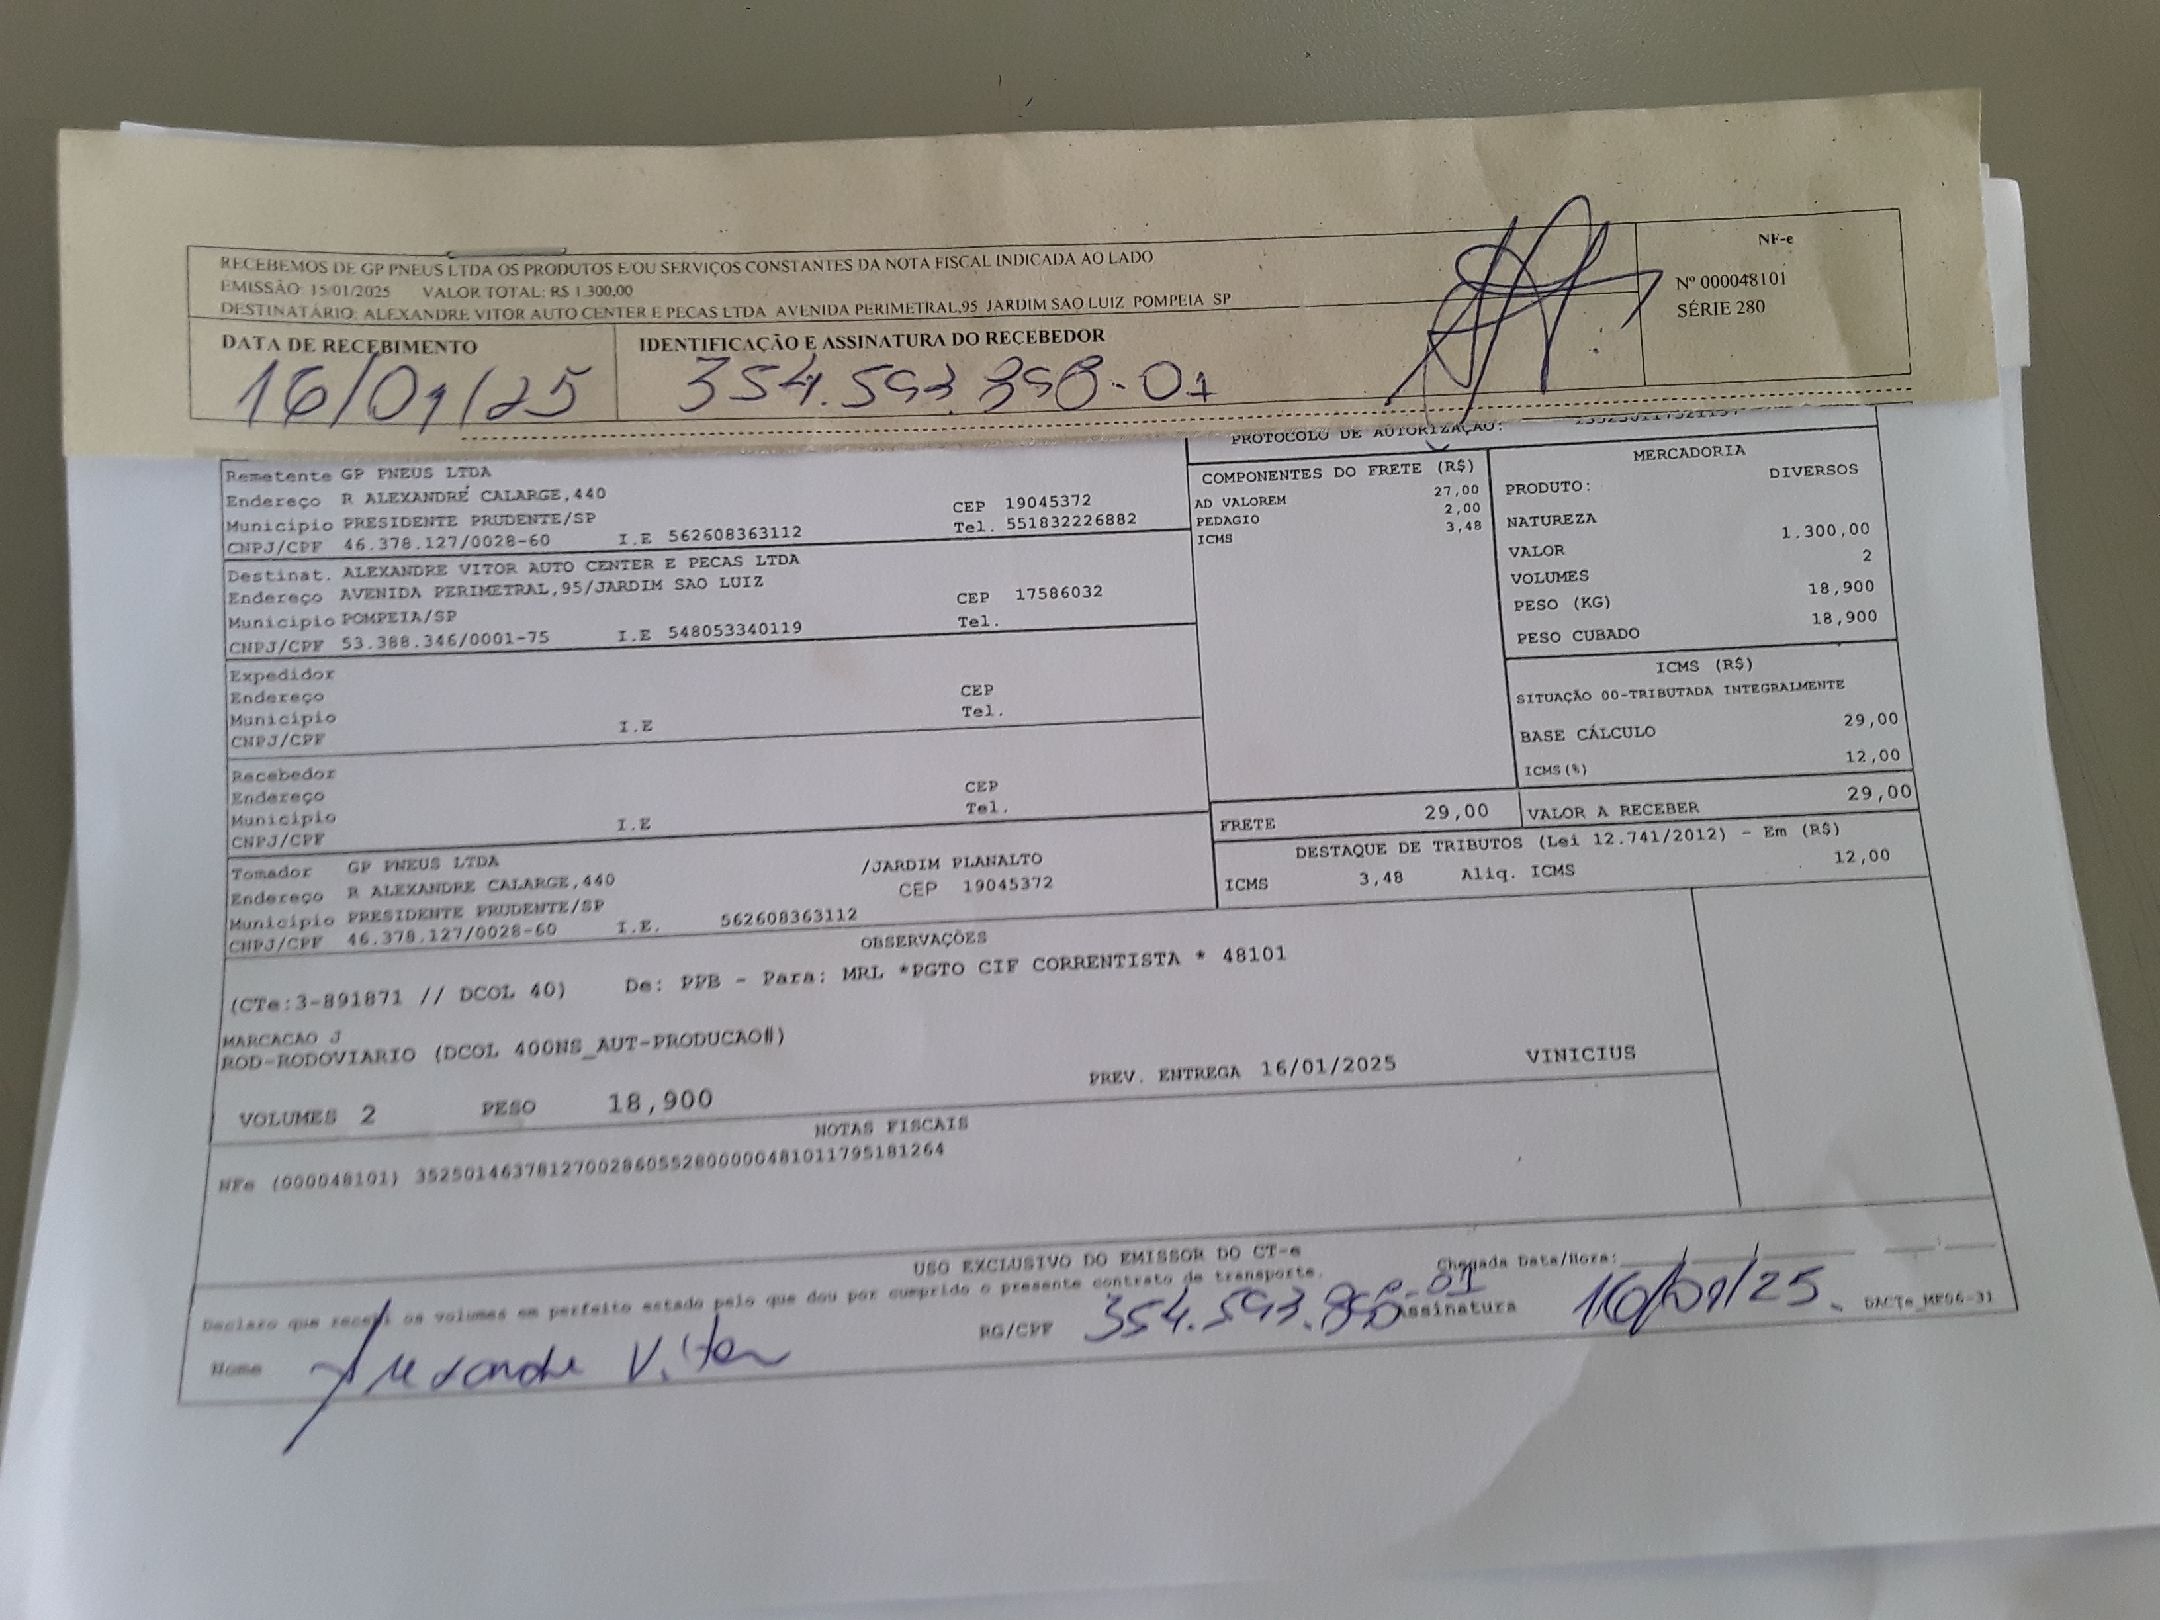 RECEBEMOS DE GP PNEUS LTDA OS PRODUTOS E/OU SERVIÇOS CONSTANTES DA NOTA FISCAL INDICADA AO LADO
EMISSÃO: 15/01/2025 VALOR TOTAL: R$ 1.300,00
DESTINATÁRIO: ALEXANDRE VITOR AUTO CENTER E PECAS LTDA AVENIDA PERIMETRAL,95 JARDIM SAO LUIZ POMPEIA SP
NF-e
Nº 000048101
SÉRIE 280
DATA DE RECEBIMENTO
16/01/25
IDENTIFICAÇÃO E ASSINATURA DO RECEBEDOR
354.593.898-01
PROTOCOLO DE AUTORIZAÇÃO:
Remetente GP PNEUS LTDA
Endereço R ALEXANDRE CALARGE,440
CEP 19045372
Município PRESIDENTE PRUDENTE/SP
Tel. 551832226882
CNPJ/CPF 46.378.127/0028-60 I.E 562608363112
Destinat. ALEXANDRE VITOR AUTO CENTER E PECAS LTDA
Endereço AVENIDA PERIMETRAL,95/JARDIM SAO LUIZ
CEP 17586032
Município POMPEIA/SP
Tel.
CNPJ/CPF 53.388.346/0001-75 I.E 548053340119
Expedidor
Endereço
CEP
Município
Tel.
CNPJ/CPF I.E
Recebedor
Endereço
CEP
Município
Tel.
CNPJ/CPF I.E
Tomador GP PNEUS LTDA /JARDIM PLANALTO
Endereço R ALEXANDRE CALARGE,440 CEP 19045372
Município PRESIDENTE PRUDENTE/SP
CNPJ/CPF 46.378.127/0028-60 I.E. 562608363112
COMPONENTES DO FRETE (R$)
AD VALOREM 27,00
PEDAGIO 2,00
ICMS 3,48
MERCADORIA
PRODUTO: DIVERSOS
NATUREZA
VALOR 1.300,00
VOLUMES 2
PESO (KG) 18,900
PESO CUBADO 18,900
ICMS (R$)
SITUAÇÃO 00-TRIBUTADA INTEGRALMENTE
BASE CÁLCULO 29,00
ICMS(%) 12,00
FRETE 29,00 VALOR A RECEBER 29,00
DESTAQUE DE TRIBUTOS (Lei 12.741/2012) - Em (R$)
ICMS 3,48 Aliq. ICMS 12,00
OBSERVAÇÕES
(CTe:3-891871 // DCOL 40) De: PPB - Para: MRL *PGTO CIF CORRENTISTA * 48101
MARCACAO J
ROD-RODOVIARIO (DCOL 400NS_AUT-PRODUCAO#)
PREV. ENTREGA 16/01/2025 VINICIUS
VOLUMES 2 PESO 18,900
NOTAS FISCAIS
NFe (000048101) 35250146378127002860552800000481011795181264
USO EXCLUSIVO DO EMISSOR DO CT-e
Declaro que recebi os volumes em perfeito estado pelo que dou por cumprido o presente contrato de transporte.
Chegada Data/Hora:
Nome Alexandre Vitor RG/CPF 354.593.898-01 Assinatura 16/01/25. DACTe_MF06-31